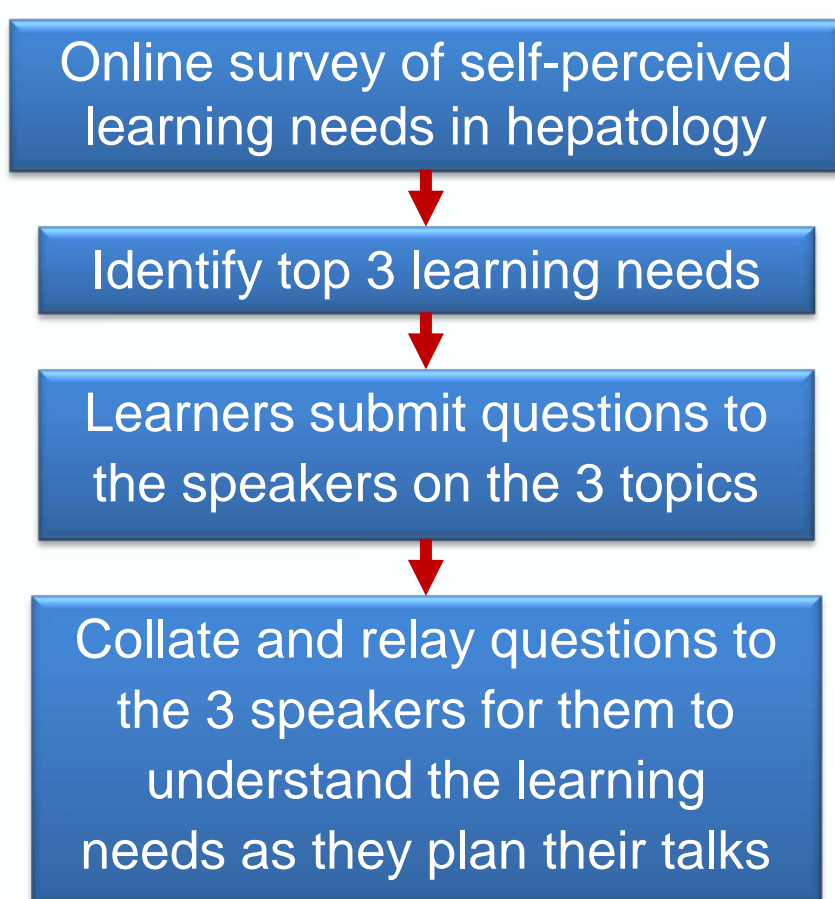 Online survey of self-perceived
learning needs in hepatology
Identify top 3 learning needs
Learners submit questions to
the speakers on the 3 topics
Collate and relay questions to
the 3 speakers for them to
understand the learning
needs as they plan their talks